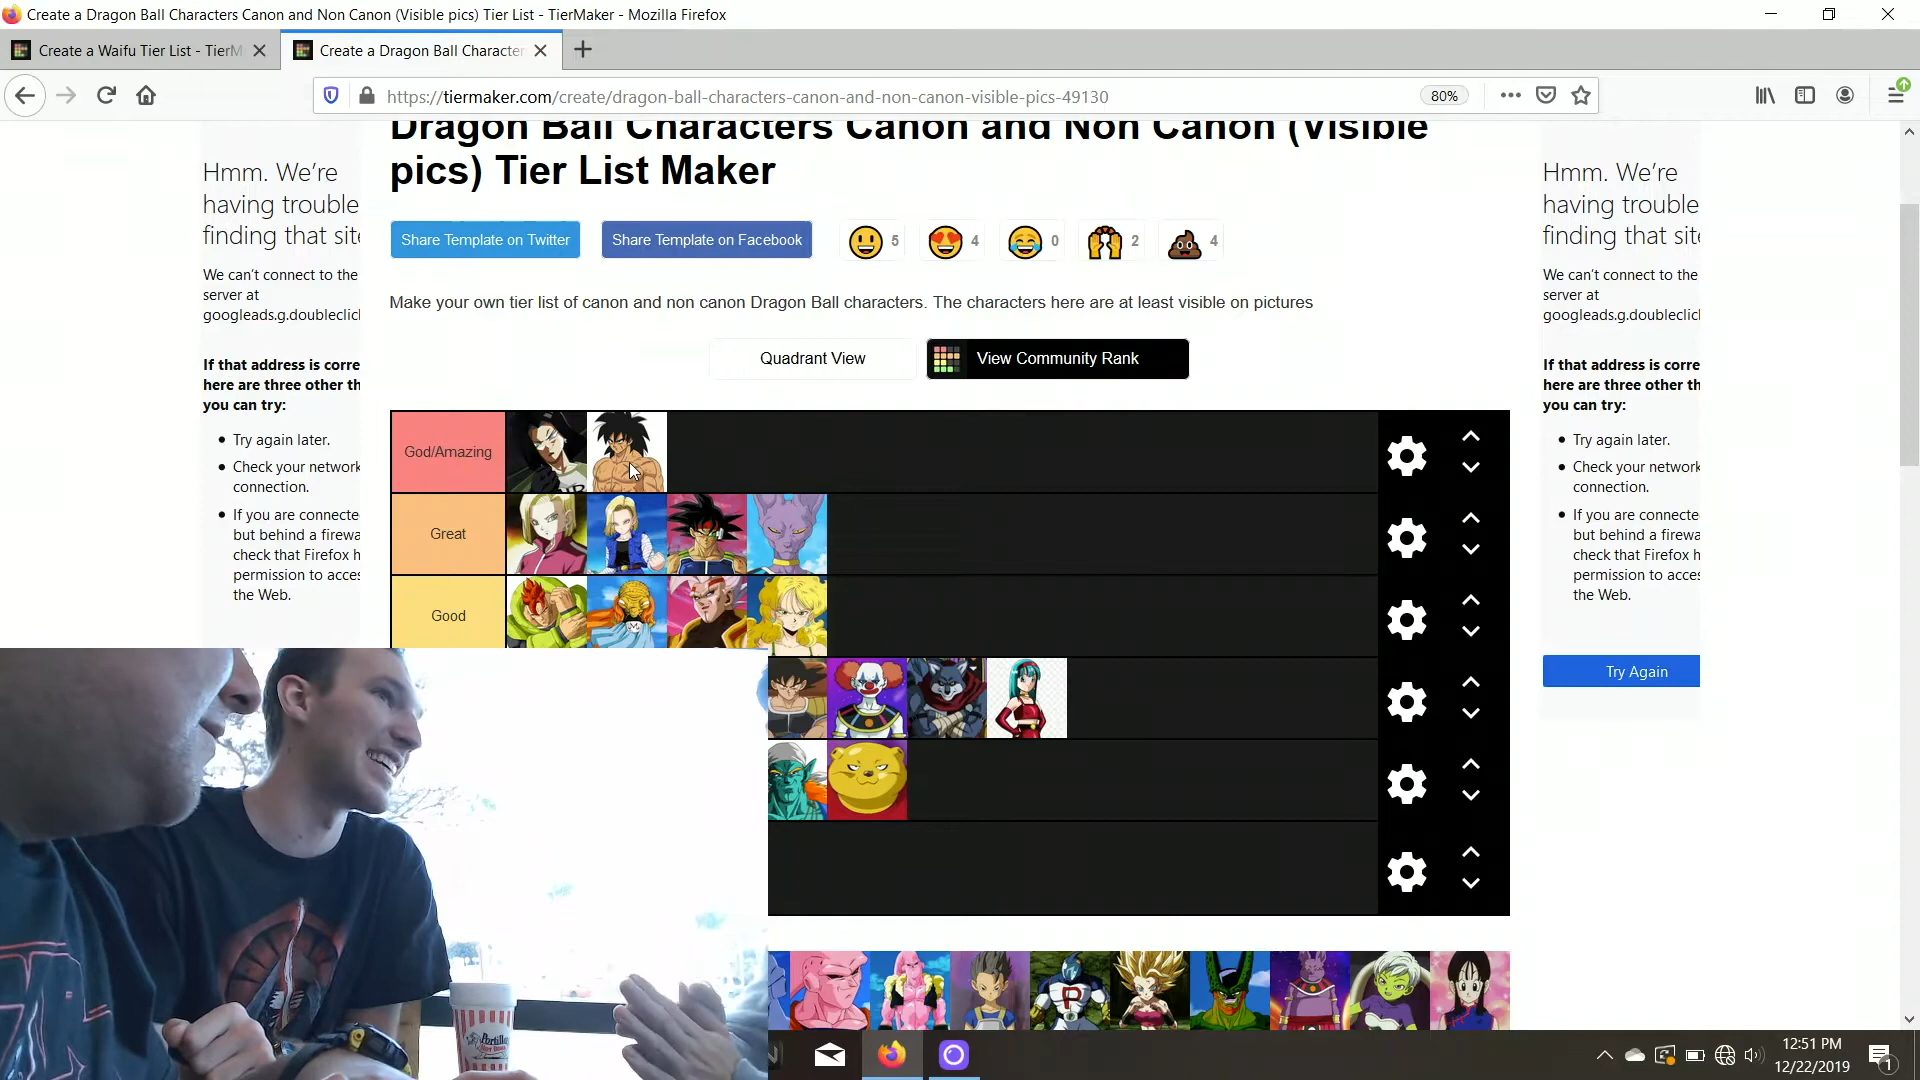 Create a Dragon Ball Characters Canon and Non Canon (Visible pics) Tier List - TierMaker - Mozilla Firefox
Create a Waifu Tier List - TierM
Create a Dragon Ball Character
https://tiermaker.com/create/dragon-ball-characters-canon-and-non-canon-visible-pics-49130
80%
Dragon Ball Characters Canon and Non Canon (Visible
pics) Tier List Maker
Share Template on Twitter
Share Template on Facebook
5
4
0
2
4
Make your own tier list of canon and non canon Dragon Ball characters. The characters here are at least visible on pictures
Quadrant View
View Community Rank
God/Amazing
Great
Good
Hmm. We're
having trouble
finding that site
We can't connect to the
server at
googleads.g.doubleclic
If that address is corre
here are three other th
you can try:
Try again later.
Check your network
connection.
If you are connecte
but behind a firewa
check that Firefox h
permission to acces
the Web.
Hmm. We're
having trouble
finding that site
We can't connect to the
server at
googleads.g.doubleclic
If that address is corre
here are three other th
you can try:
Try again later.
Check your network
connection.
If you are connecte
but behind a firewa
check that Firefox h
permission to acces
the Web.
Try Again
M
P
Portillo's
Hot Dogs
12:51 PM
12/22/2019
1